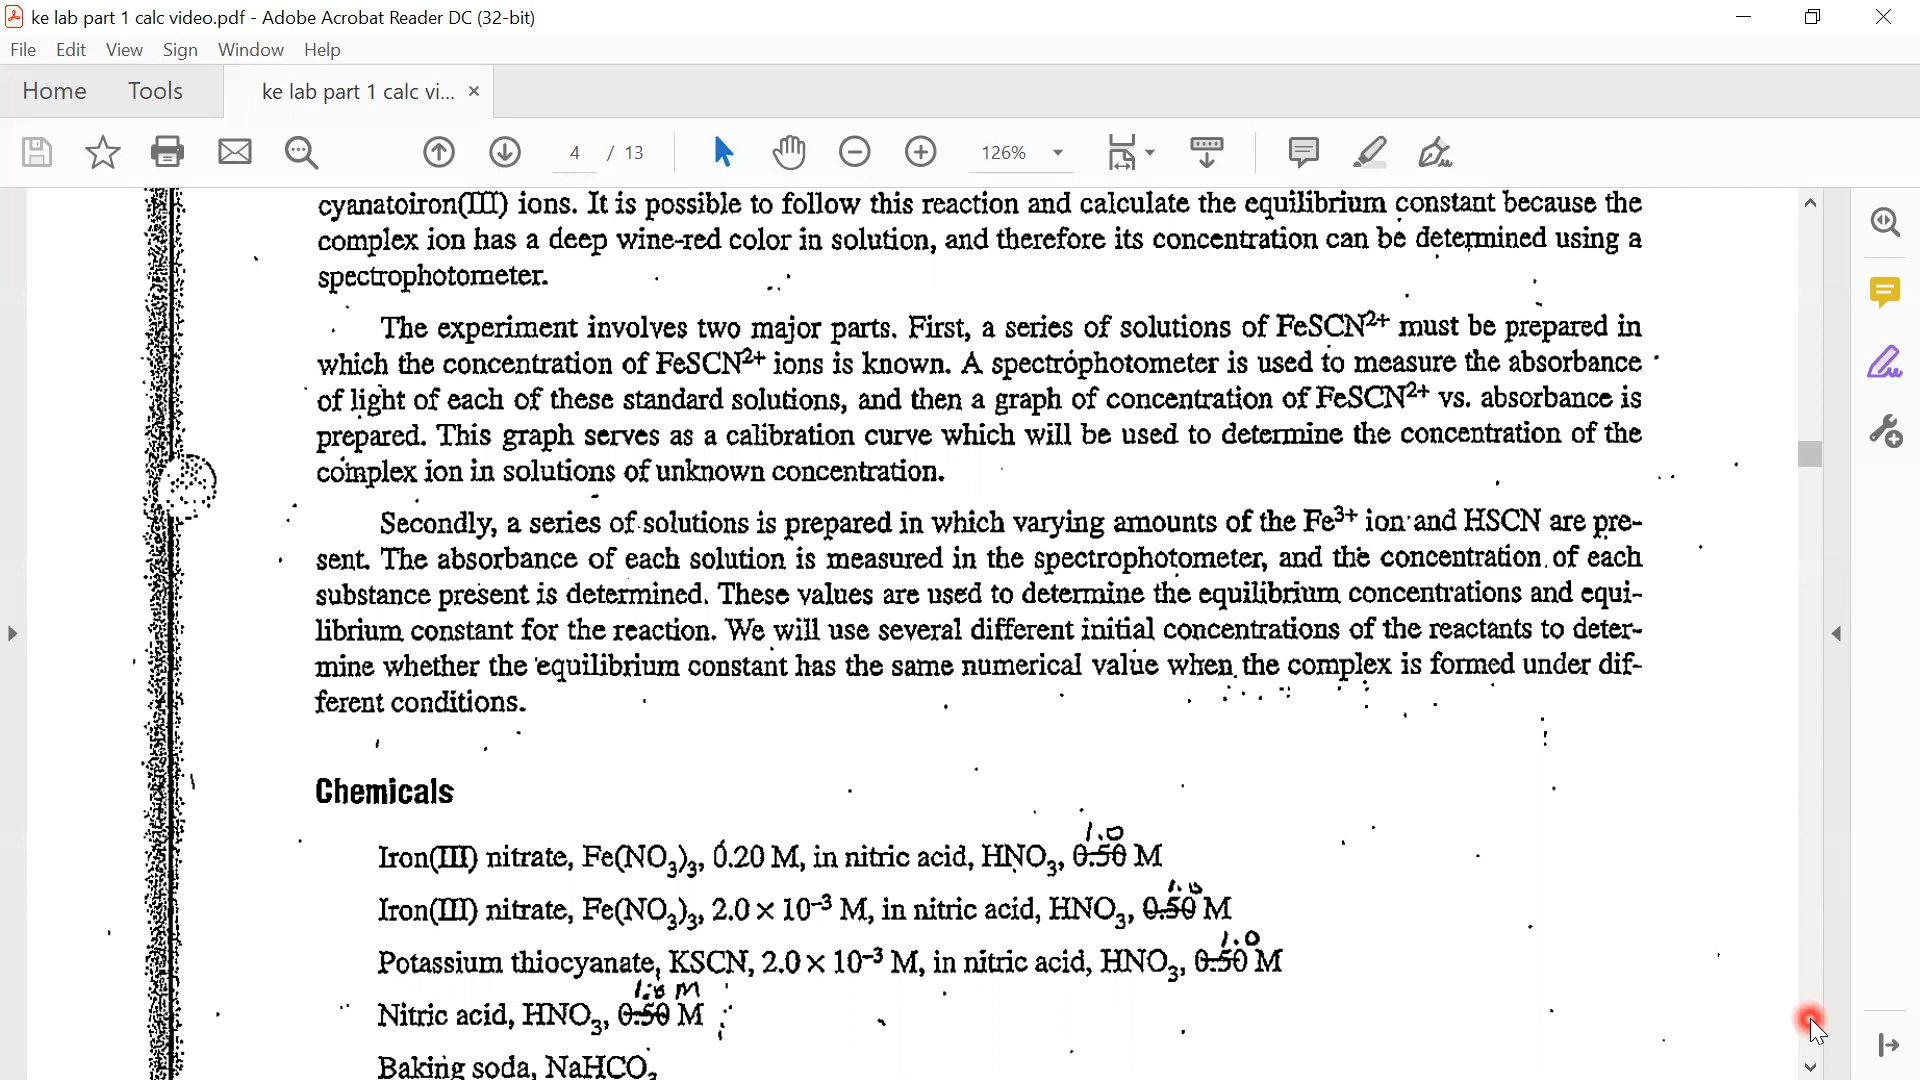 ke lab part 1 calc video.pdf - Adobe Acrobat Reader DC (32-bit)
File Edit View Sign Window Help
Home Tools ke lab part 1 calc vi... ×
4 / 13 126%
cyanatoiron(III) ions. It is possible to follow this reaction and calculate the equilibrium constant because the
complex ion has a deep wine-red color in solution, and therefore its concentration can be determined using a
spectrophotometer.
The experiment involves two major parts. First, a series of solutions of FeSCN²⁺ must be prepared in
which the concentration of FeSCN²⁺ ions is known. A spectrophotometer is used to measure the absorbance
of light of each of these standard solutions, and then a graph of concentration of FeSCN²⁺ vs. absorbance is
prepared. This graph serves as a calibration curve which will be used to determine the concentration of the
complex ion in solutions of unknown concentration.
Secondly, a series of solutions is prepared in which varying amounts of the Fe³⁺ ion and HSCN are pre-
sent. The absorbance of each solution is measured in the spectrophotometer, and the concentration of each
substance present is determined. These values are used to determine the equilibrium concentrations and equi-
librium constant for the reaction. We will use several different initial concentrations of the reactants to deter-
mine whether the equilibrium constant has the same numerical value when the complex is formed under dif-
ferent conditions.
Chemicals
1.0
Iron(III) nitrate, Fe(NO₃)₃, 0.20 M, in nitric acid, HNO₃, 0.50 M
1.0
Iron(III) nitrate, Fe(NO₃)₃, 2.0 × 10⁻³ M, in nitric acid, HNO₃, 0.50 M
1.0
Potassium thiocyanate, KSCN, 2.0 × 10⁻³ M, in nitric acid, HNO₃, 0.50 M
1.0 M
Nitric acid, HNO₃, 0.50 M
Baking soda, NaHCO₃